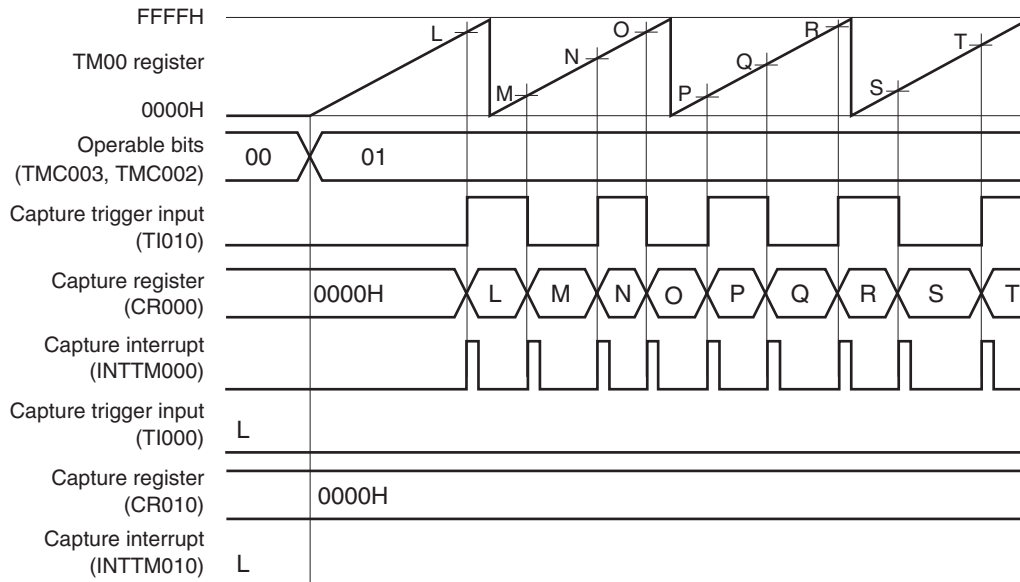 FFFFH
TM00 register
0000H
L
M
N
O
P
Q
R
S
T
Operable bits
(TMC003, TMC002)
00
01
Capture trigger input
(TI010)
Capture register
(CR000)
0000H
L
M
N
O
P
Q
R
S
T
Capture interrupt
(INTTM000)
Capture trigger input
(TI000)
L
Capture register
(CR010)
0000H
Capture interrupt
(INTTM010)
L